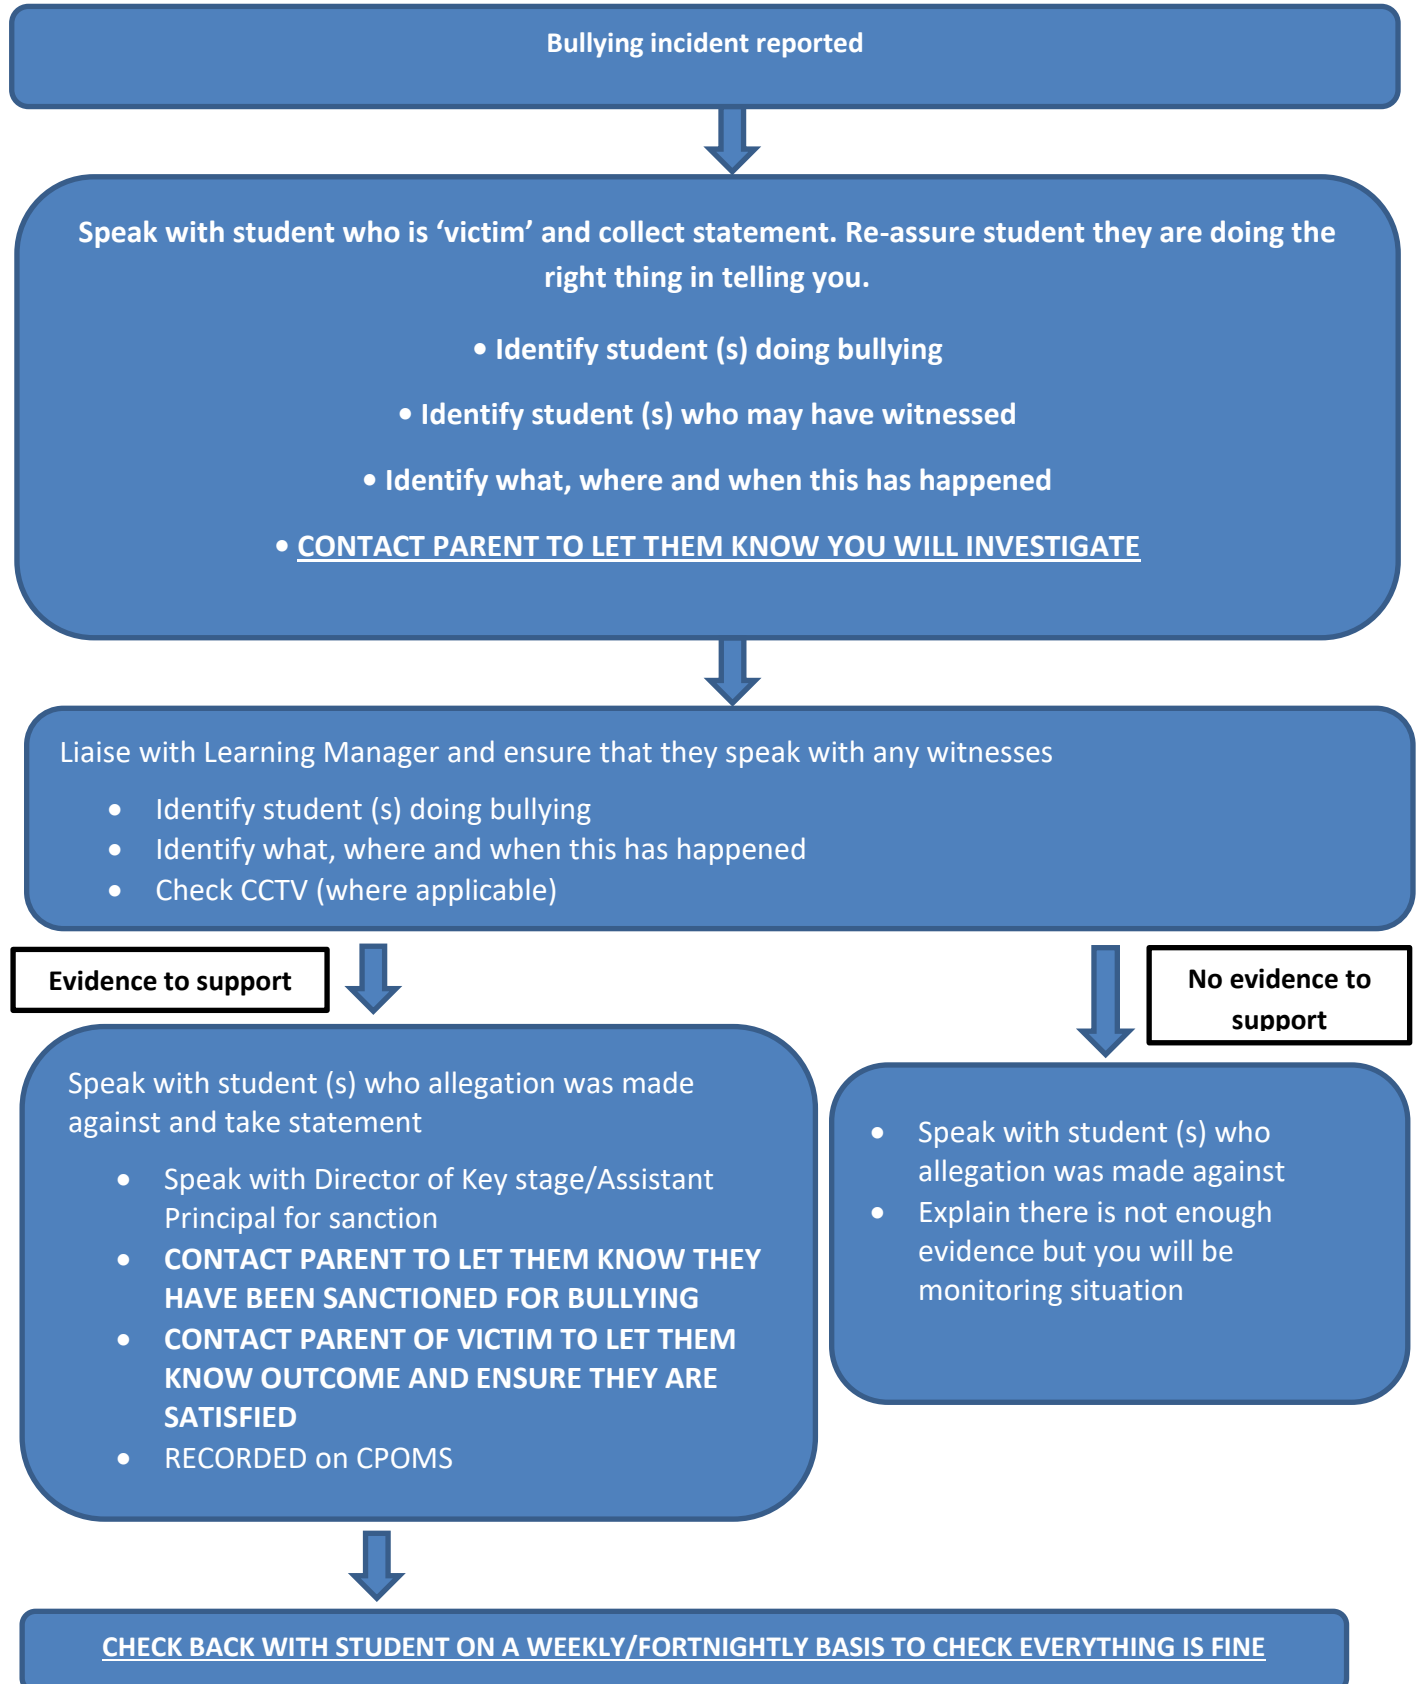 Bullying incident reported
Speak with student who is ‘victim’ and collect statement. Re-assure student they are doing the
right thing in telling you.
• Identify student (s) doing bullying
• Identify student (s) who may have witnessed
• Identify what, where and when this has happened
• CONTACT PARENT TO LET THEM KNOW YOU WILL INVESTIGATE
Liaise with Learning Manager and ensure that they speak with any witnesses
• Identify student (s) doing bullying
• Identify what, where and when this has happened
• Check CCTV (where applicable)
Evidence to support
No evidence to
support
Speak with student (s) who allegation was made
against and take statement
• Speak with Director of Key stage/Assistant
Principal for sanction
• CONTACT PARENT TO LET THEM KNOW THEY
HAVE BEEN SANCTIONED FOR BULLYING
• CONTACT PARENT OF VICTIM TO LET THEM
KNOW OUTCOME AND ENSURE THEY ARE
SATISFIED
• RECORDED on CPOMS
• Speak with student (s) who
allegation was made against
• Explain there is not enough
evidence but you will be
monitoring situation
CHECK BACK WITH STUDENT ON A WEEKLY/FORTNIGHTLY BASIS TO CHECK EVERYTHING IS FINE